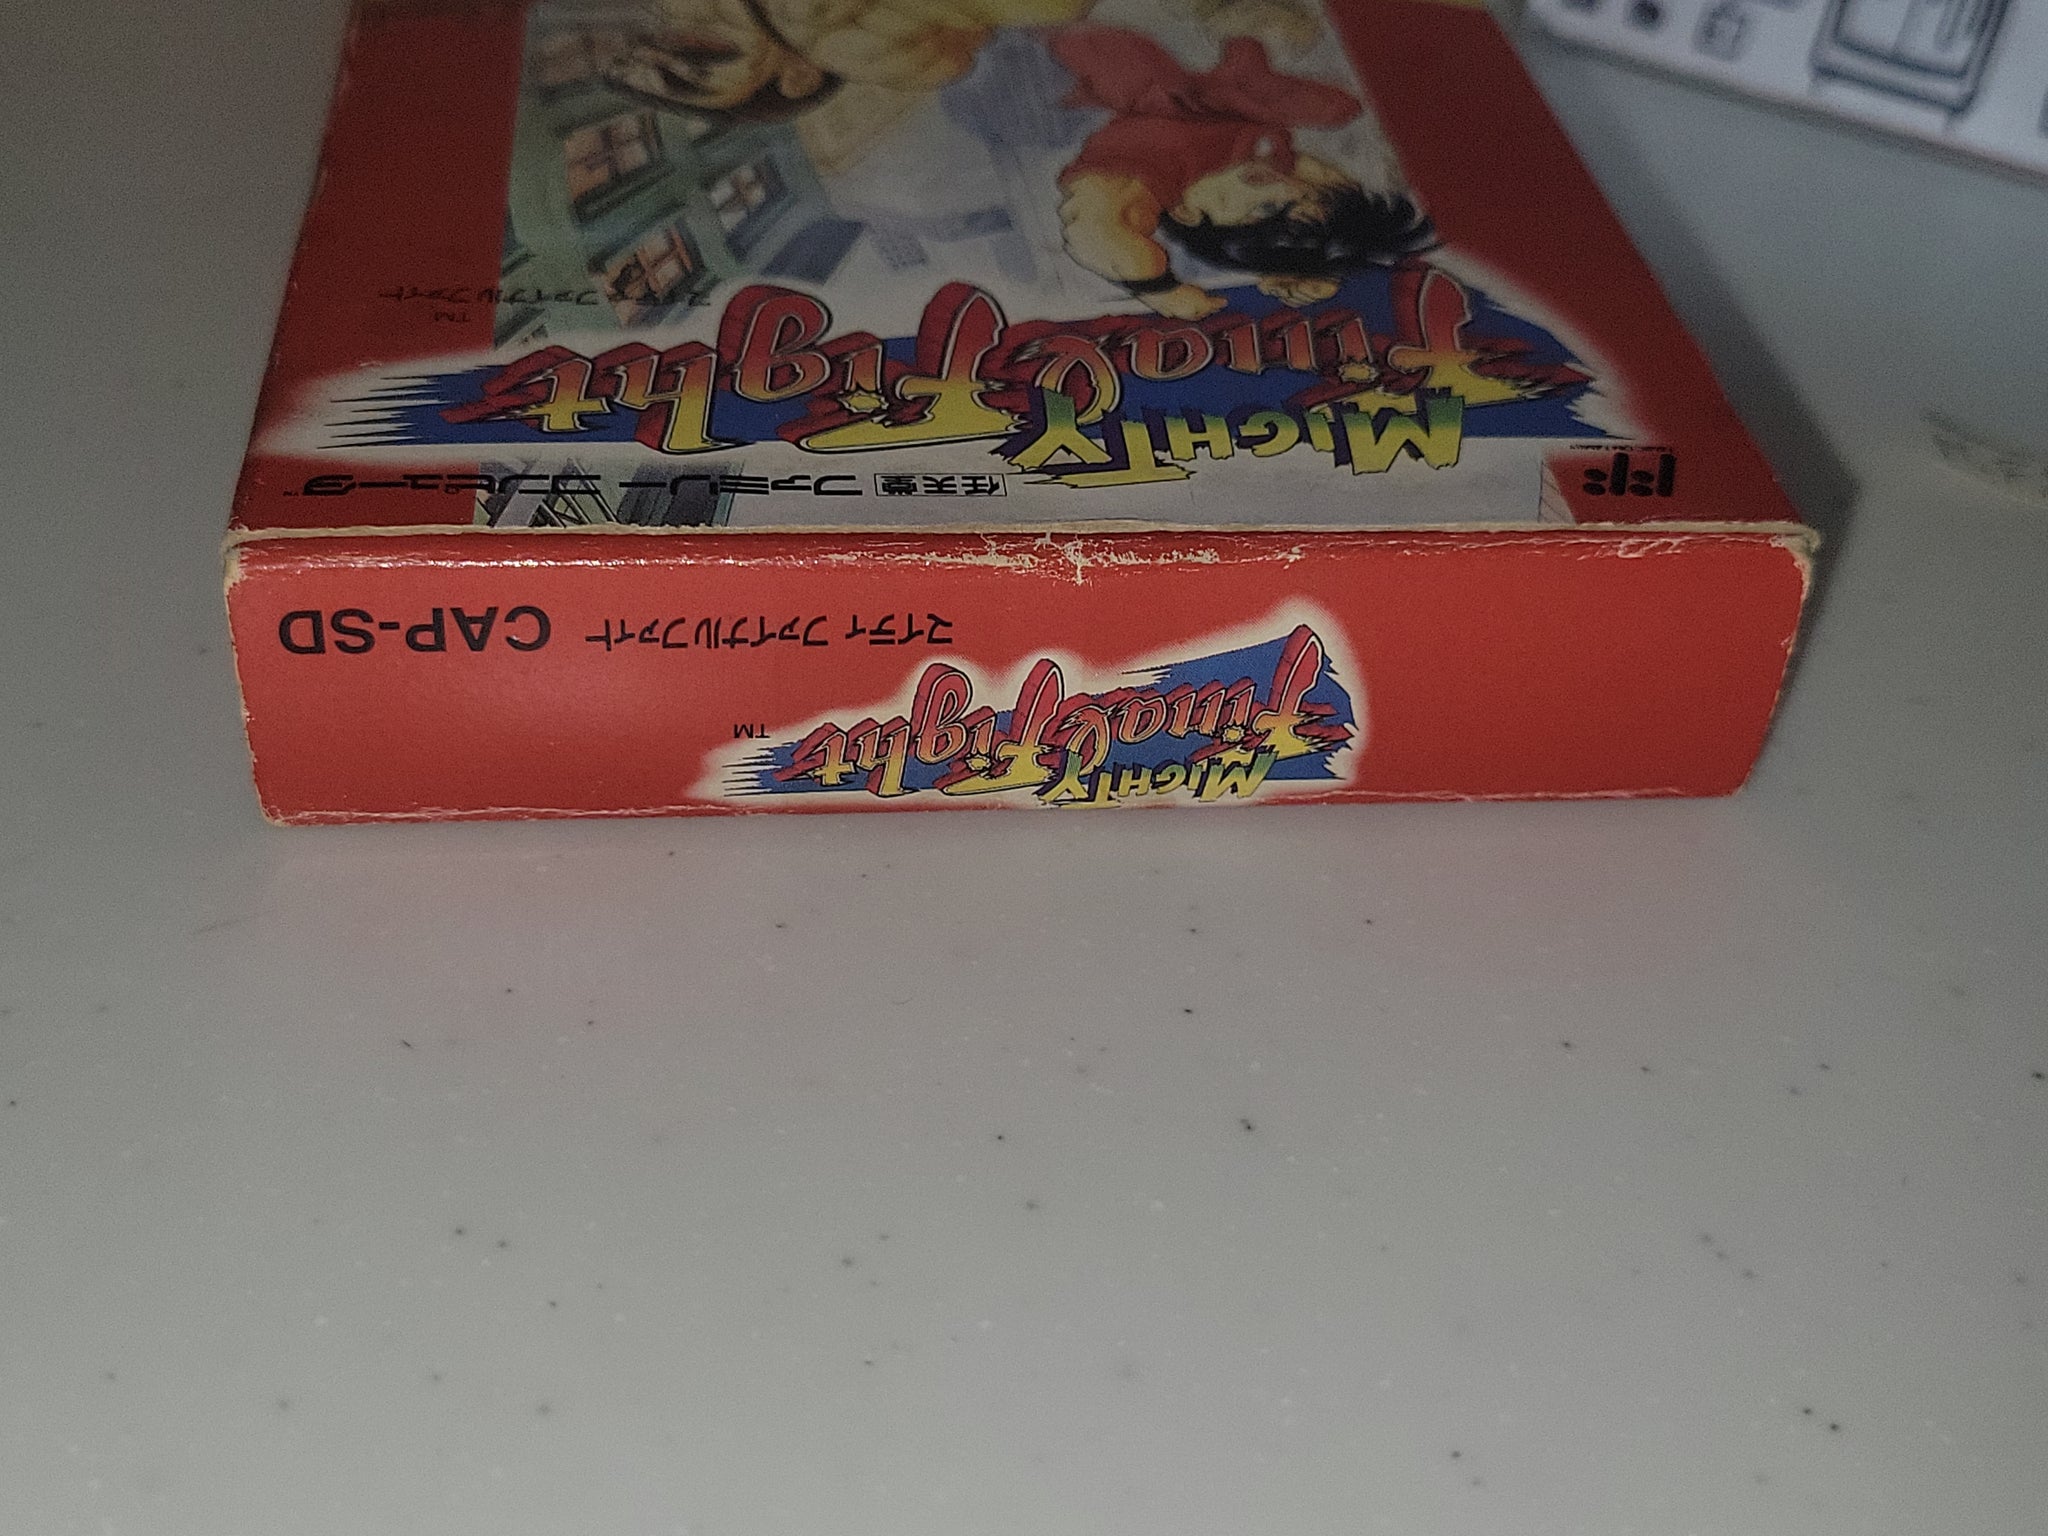 マイティ ファイナルファイト CAP-SD
MIGHTY
Final Fight
TM
任天堂 ファミリー コンピュータ TM
MIGHTY
Final Fight
TM
マイティ ファイナルファイト